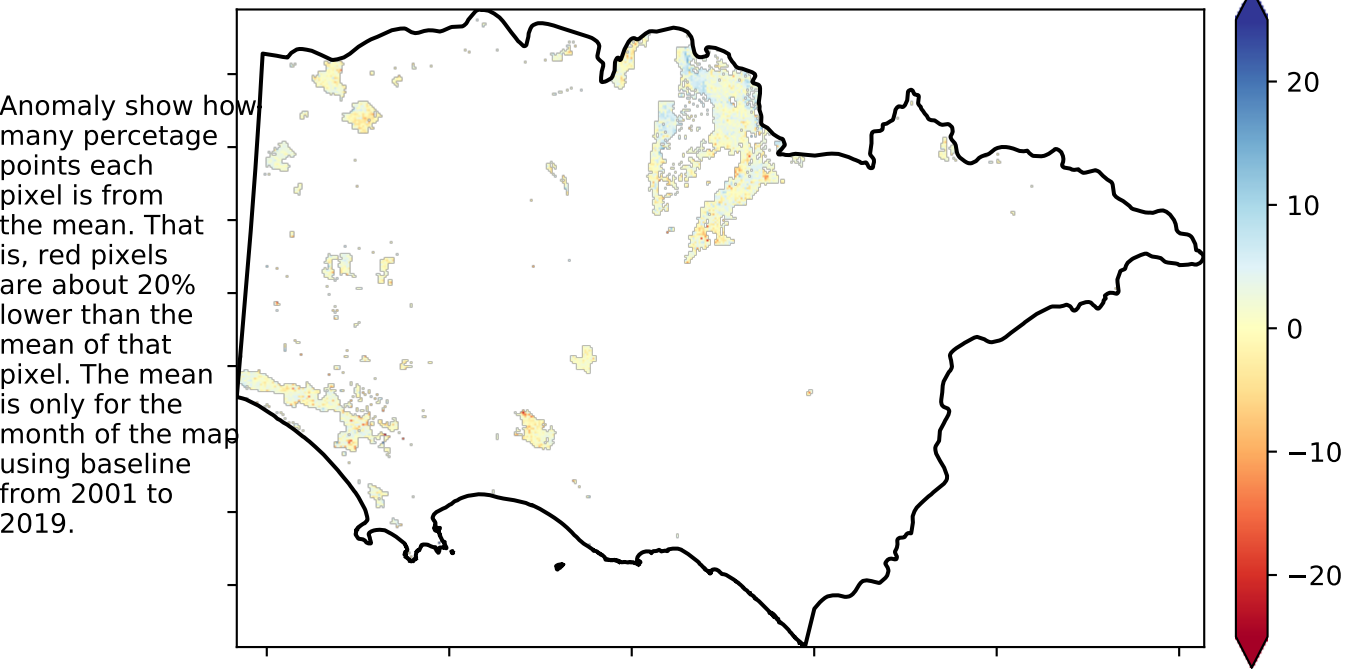 Anomaly show how
many percetage
points each
pixel is from
the mean. That
is, red pixels
are about 20%
lower than the
mean of that
pixel. The mean
is only for the
month of the map
using baseline
from 2001 to
2019.
20
10
0
−10
−20